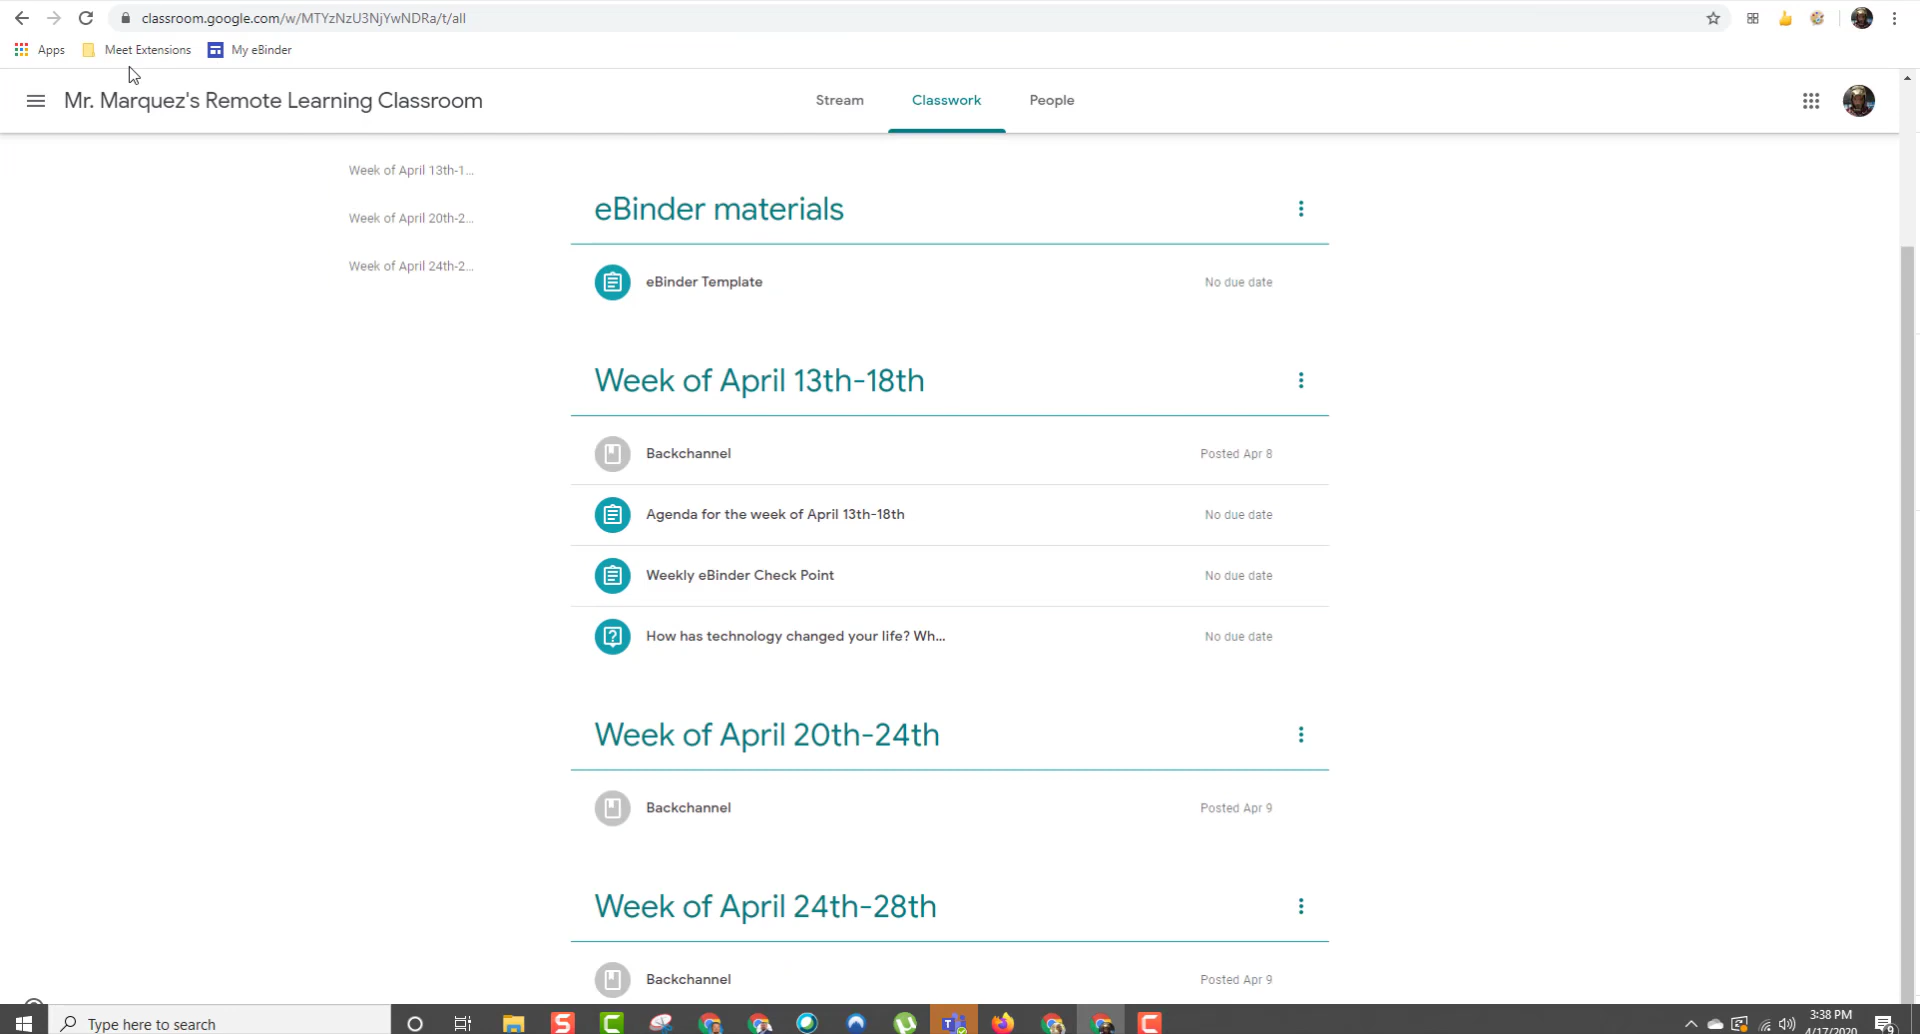 classroom.google.com/w/MTYzNzU3NjYwNDRa/t/all
Apps Meet Extensions My eBinder
Mr. Marquez's Remote Learning Classroom
Stream Classwork People
Week of April 13th-1...
Week of April 20th-2...
Week of April 24th-2...
eBinder materials
eBinder Template No due date
Week of April 13th-18th
Backchannel Posted Apr 8
Agenda for the week of April 13th-18th No due date
Weekly eBinder Check Point No due date
How has technology changed your life? Wh... No due date
Week of April 20th-24th
Backchannel Posted Apr 9
Week of April 24th-28th
Backchannel Posted Apr 9
Type here to search
3:38 PM
4/17/2020